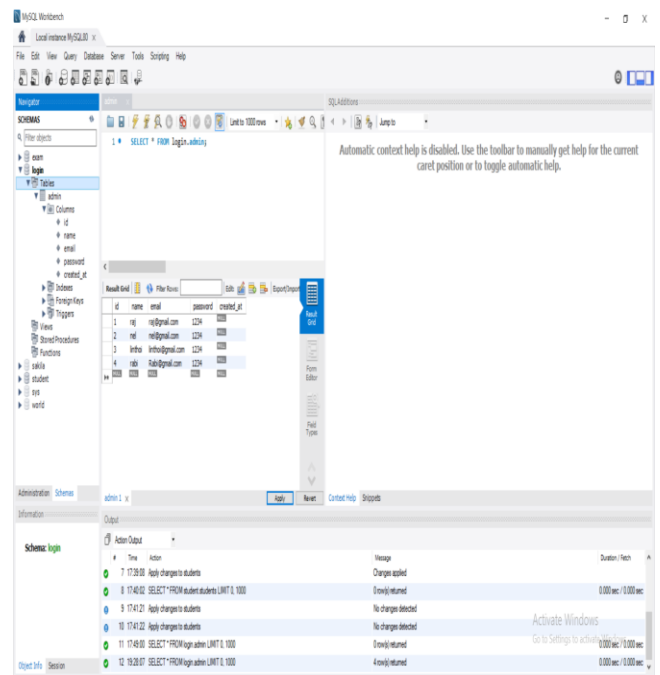 MySQL Workbench
Local instance MySQL80 x
File Edit View Query Database Server Tools Scripting Help
Navigator
SCHEMAS
Filter objects
exam
login
Tables
admin
Columns
id
name
email
password
created_at
Indexes
Foreign Keys
Triggers
Views
Stored Procedures
Functions
sakila
student
sys
world
Administration Schemas
Information
Schema: login
Object Info Session
admin x
Limit to 1000 rows
1 SELECT * FROM login.admin;
Result Grid Filter Rows: Edit: Export/Import
id name email password created_at
1 raj raj@gmail.com 1234 NULL
2 nel nel@gmail.com 1234 NULL
3 linthoi linthoi@gmail.com 1234 NULL
4 rabi Rabi@gmail.com 1234 NULL
NULL NULL NULL NULL NULL
Result Grid
Form Editor
Field Types
admin 1 x Apply Revert
SQLAdditions
Jump to
Automatic context help is disabled. Use the toolbar to manually get help for the current
caret position or to toggle automatic help.
Context Help Snippets
Output
Action Output
# Time Action Message Duration / Fetch
7 17:39:08 Apply changes to students Changes applied
8 17:40:02 SELECT * FROM student.students LIMIT 0, 1000 0 row(s) returned 0.000 sec / 0.000 sec
9 17:41:21 Apply changes to students No changes detected
10 17:41:22 Apply changes to students No changes detected
11 17:49:00 SELECT * FROM login.admin LIMIT 0, 1000 0 row(s) returned 0.000 sec / 0.000 sec
12 19:28:07 SELECT * FROM login.admin LIMIT 0, 1000 4 row(s) returned 0.000 sec / 0.000 sec
Activate Windows
Go to Settings to activate Windows.